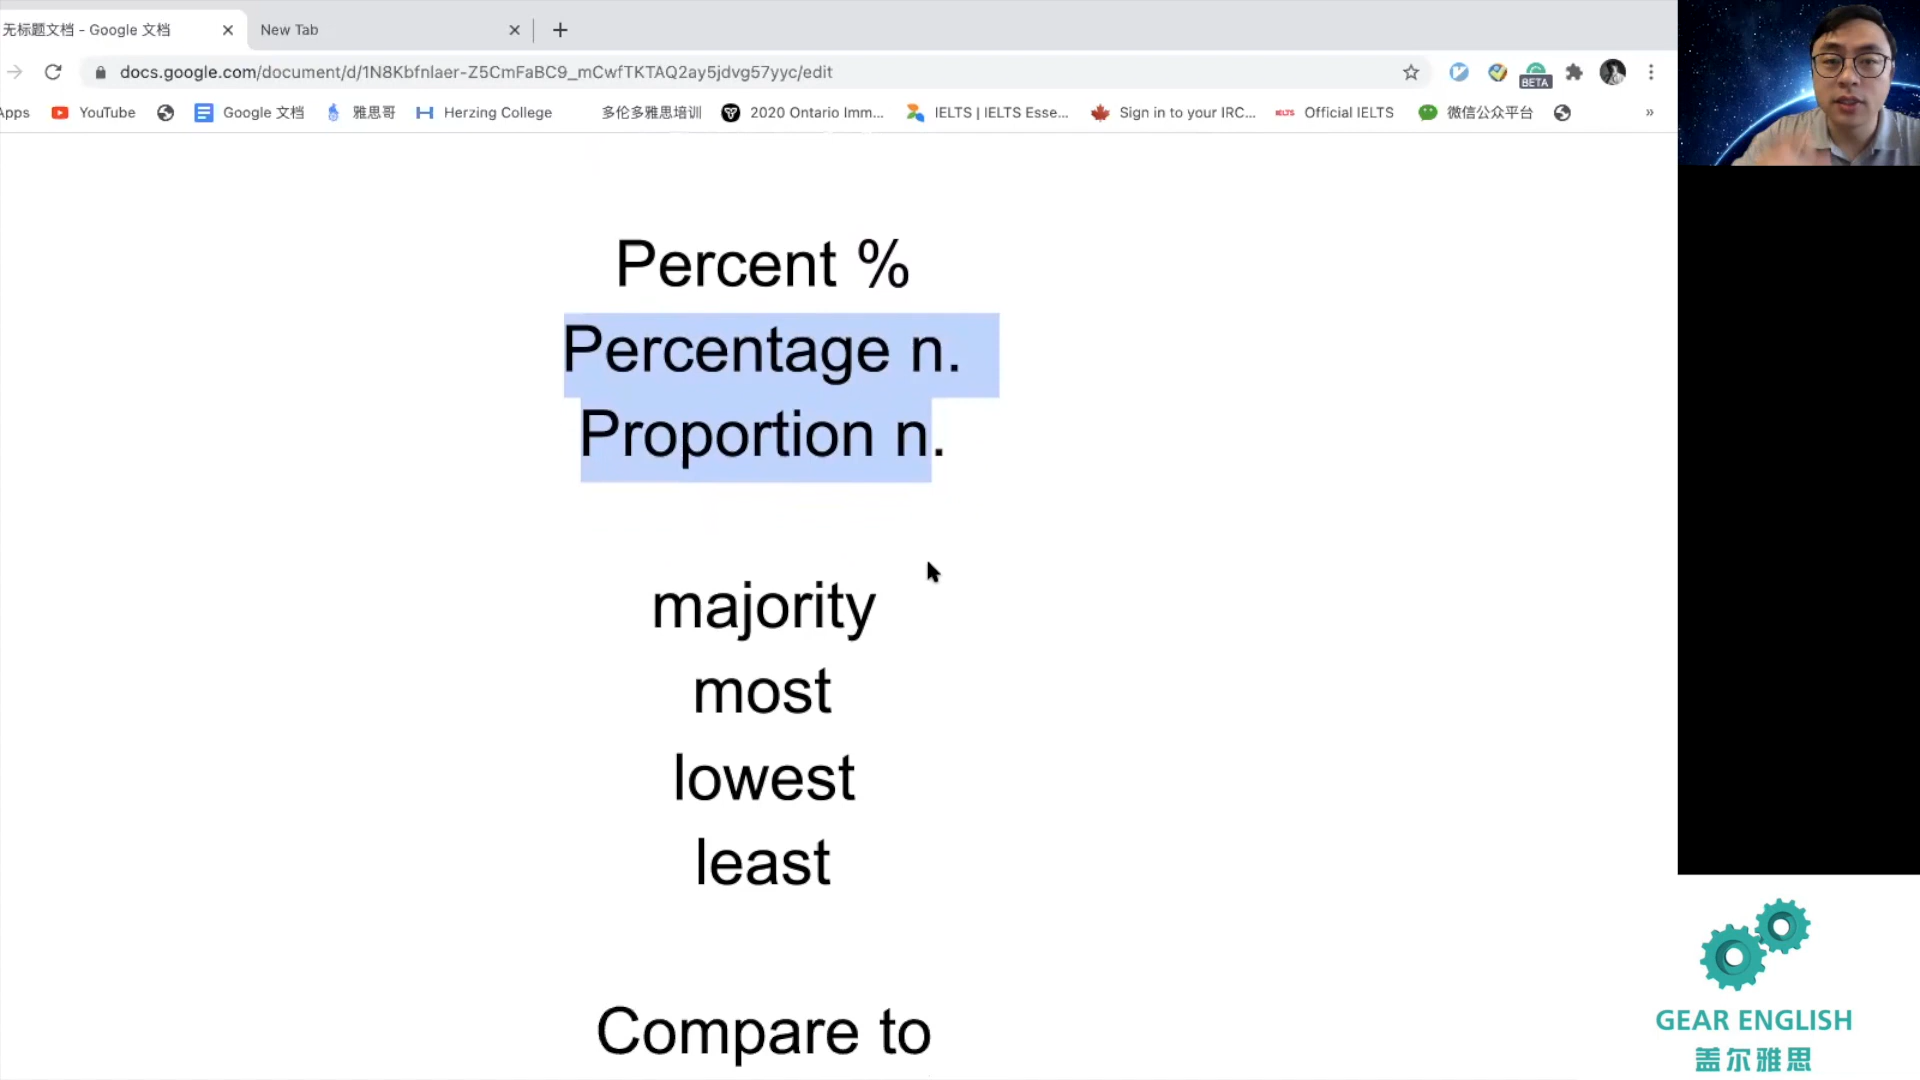 无标题文档 - Google 文档
New Tab
docs.google.com/document/d/1N8Kbfnlaer-Z5CmFaBC9_mCwfTKTAQ2ay5jdvg57yyc/edit
BETA
Apps
YouTube
Google 文档
雅思哥
Herzing College
多伦多雅思培训
2020 Ontario Imm...
IELTS | IELTS Esse...
Sign in to your IRC...
IELTS
Official IELTS
微信公众平台
»
Percent %
Percentage n.
Proportion n.
majority
most
lowest
least
Compare to
GEAR ENGLISH
盖尔雅思